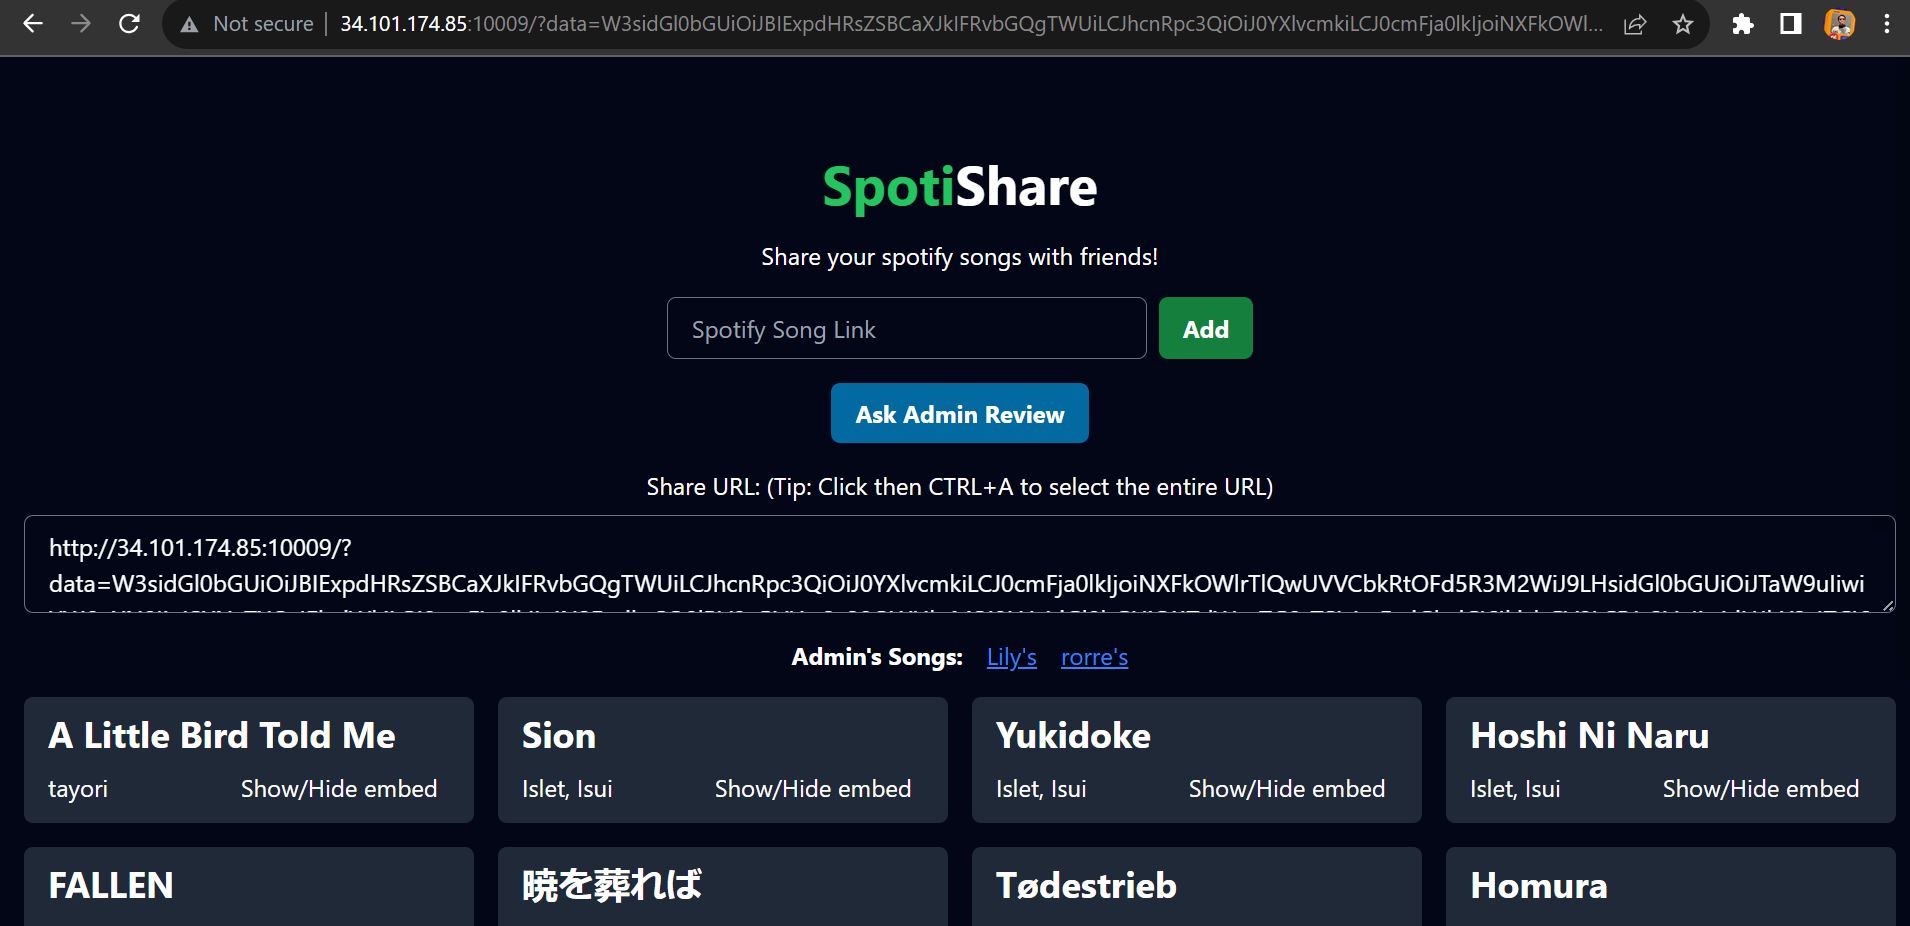 Not secure 34.101.174.85:10009/?data=W3sidGl0bGUiOiJBIExpdHRsZSBCaXJkIFRvbGQgTWUiLCJhcnRpc3QiOiJ0YXlvcmkiLCJ0cmFja0lkIjoiNXFkOWl...
SpotiShare
Share your spotify songs with friends!
Spotify Song Link Add
Ask Admin Review
Share URL: (Tip: Click then CTRL+A to select the entire URL)
http://34.101.174.85:10009/?
data=W3sidGl0bGUiOiJBIExpdHRsZSBCaXJkIFRvbGQgTWUiLCJhcnRpc3QiOiJ0YXlvcmkiLCJ0cmFja0lkIjoiNXFkOWlrTlQwUVVCbkRtOFd5R3M2WiJ9LHsidGl0bGUiOiJTaW9uIiwi
Admin's Songs: Lily's rorre's
A Little Bird Told Me Sion Yukidoke Hoshi Ni Naru
tayori Show/Hide embed Islet, Isui Show/Hide embed Islet, Isui Show/Hide embed Islet, Isui Show/Hide embed
FALLEN 暁を葬れば Tødestrieb Homura